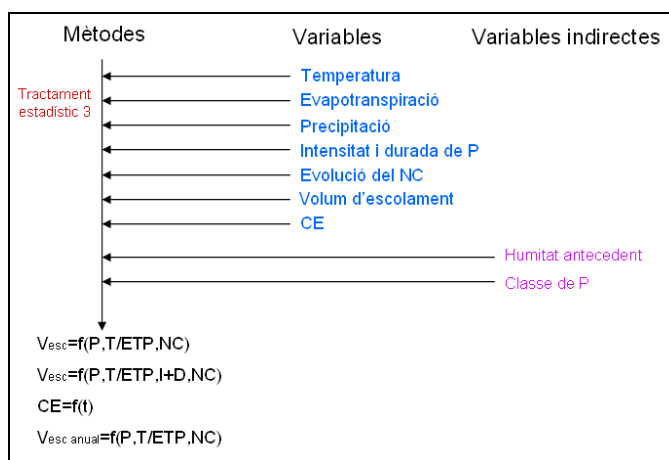 Mètodes Variables Variables indirectes
Temperatura
Tractament
estadístic 3
Evapotranspiració
Precipitació
Intensitat i durada de P
Evolució del NC
Volum d'escolament
CE
Humitat antecedent
Classe de P
Vesc=f(P,T/ETP,NC)
Vesc=f(P,T/ETP,I+D,NC)
CE=f(t)
Vesc anual=f(P,T/ETP,NC)